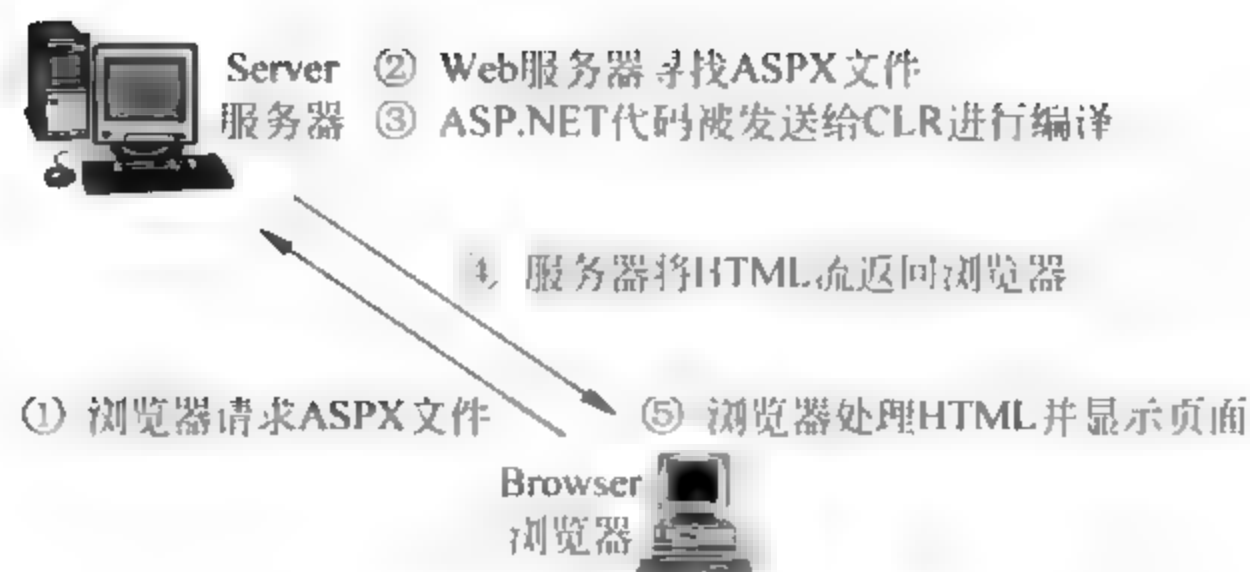 Server ② Web服务器寻找ASPX文件
服务器 ③ ASP.NET代码被发送给CLR进行编译
④ 服务器将HTML流返回浏览器
① 浏览器请求ASPX文件 ⑤ 浏览器处理HTML并显示页面
Browser
浏览器